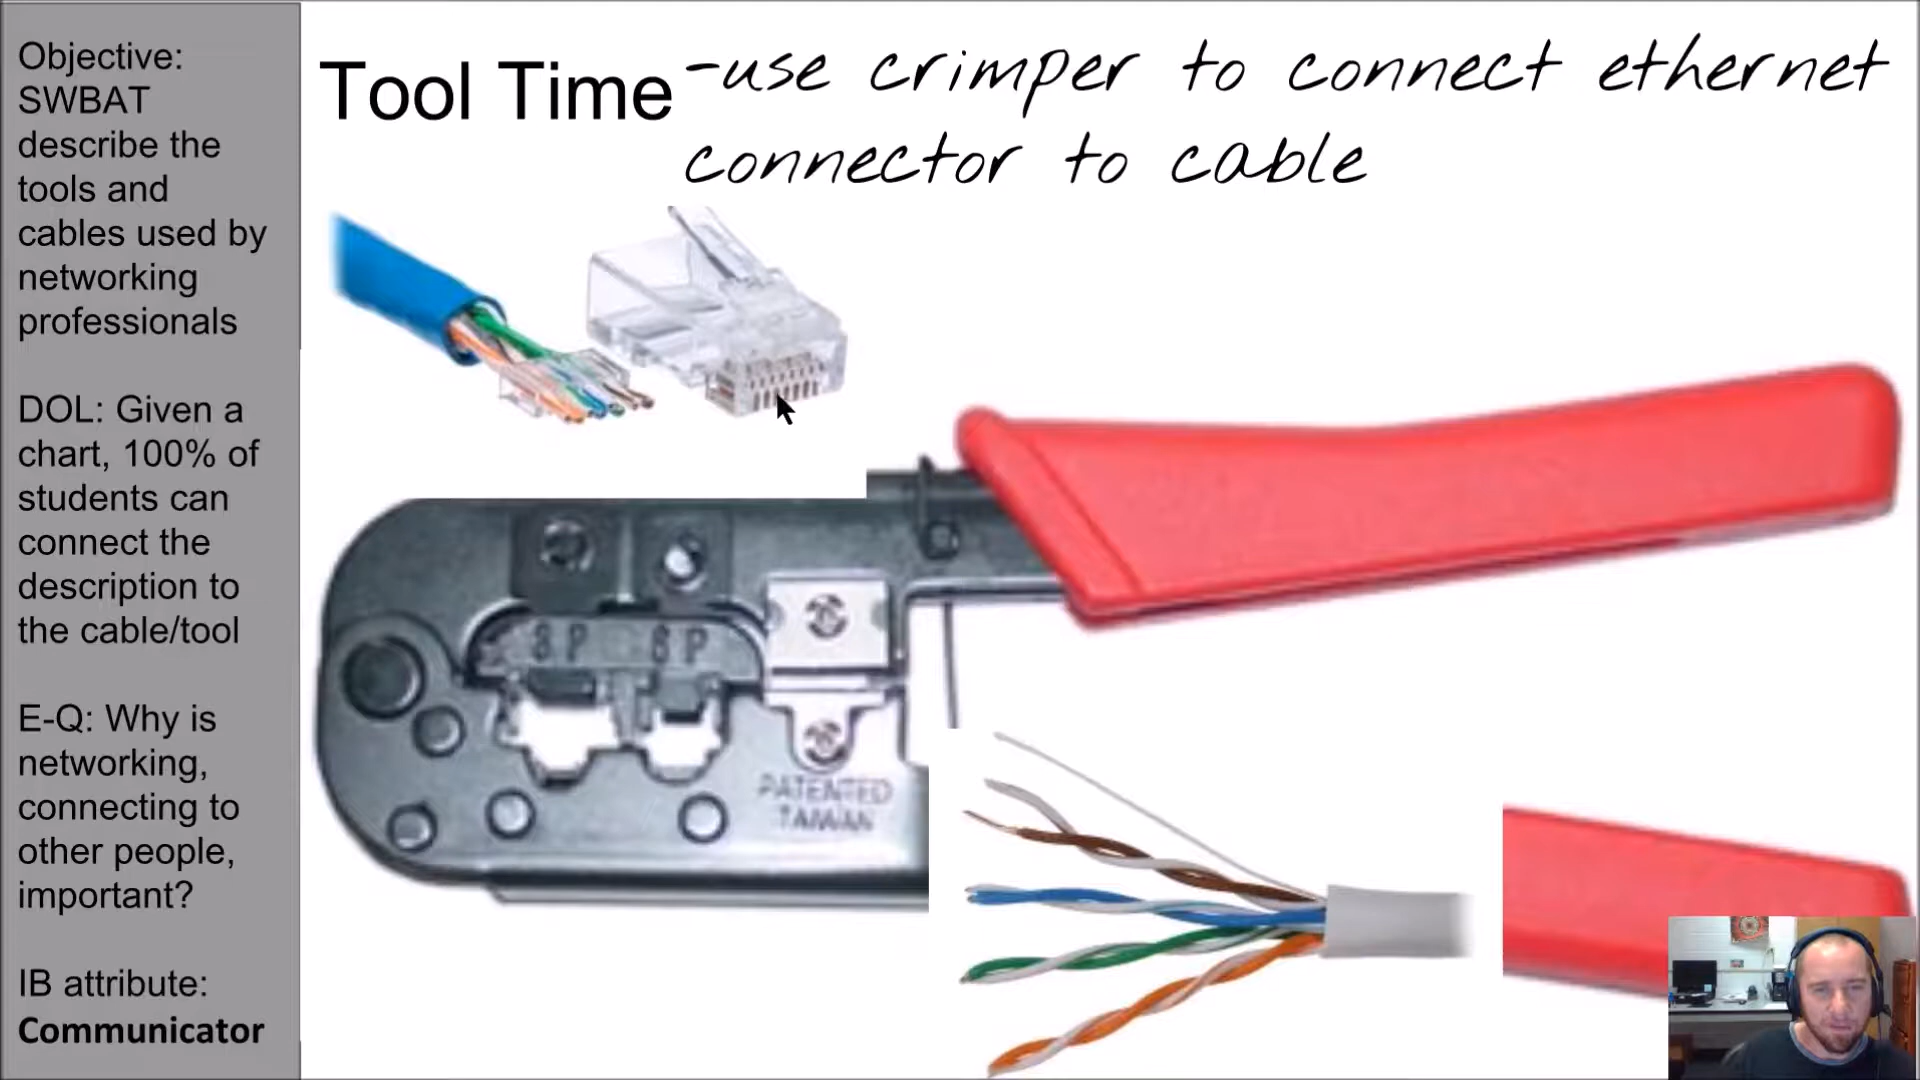 Objective:
SWBAT
describe the
tools and
cables used by
networking
professionals
DOL: Given a
chart, 100% of
students can
connect the
description to
the cable/tool
E-Q: Why is
networking,
connecting to
other people,
important?
IB attribute:
Communicator
Tool Time
-use crimper to connect ethernet
connector to cable
8P 6P
PATENTED
TAIWAN